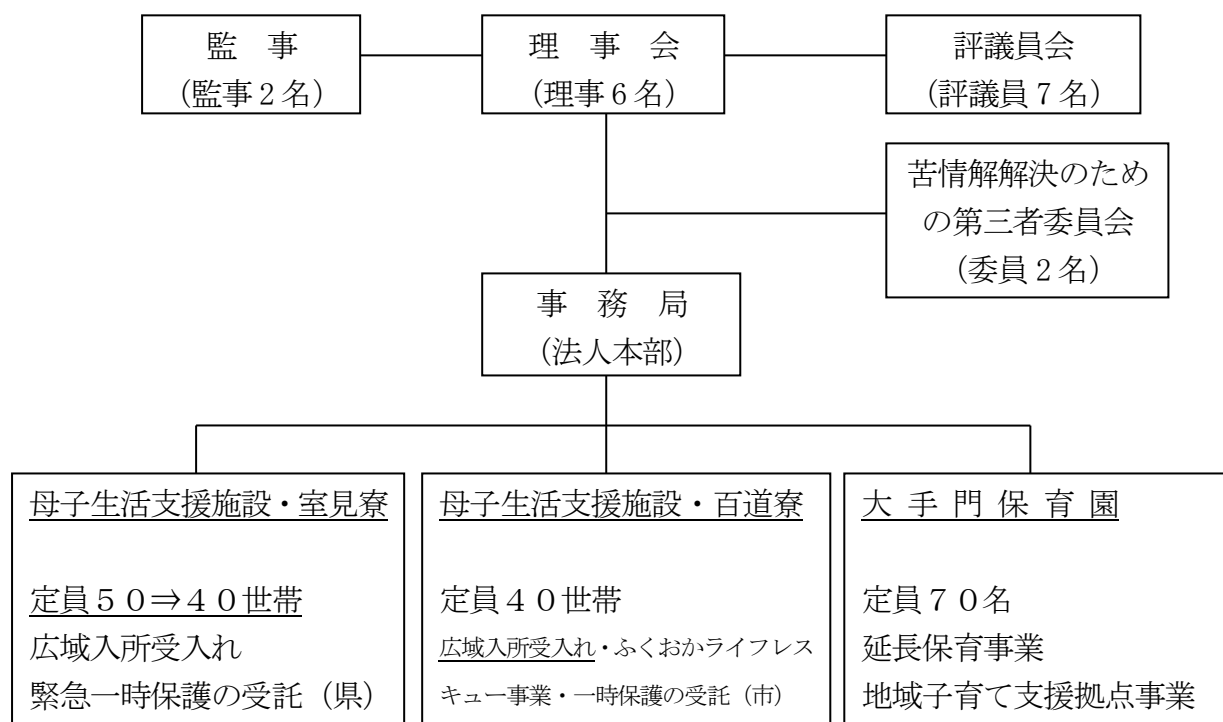 監　事
（監事２名）
理　事　会
（理事６名）
評議員会
（評議員７名）
苦情解解決のため
の第三者委員会
（委員２名）
事　務　局
（法人本部）
母子生活支援施設・室見寮
定員５０⇒４０世帯
広域入所受入れ
緊急一時保護の受託（県）
母子生活支援施設・百道寮
定員４０世帯
広域入所受入れ・ふくおかライフレス
キュー事業・一時保護の受託（市）
大 手 門 保 育 園
定員７０名
延長保育事業
地域子育て支援拠点事業